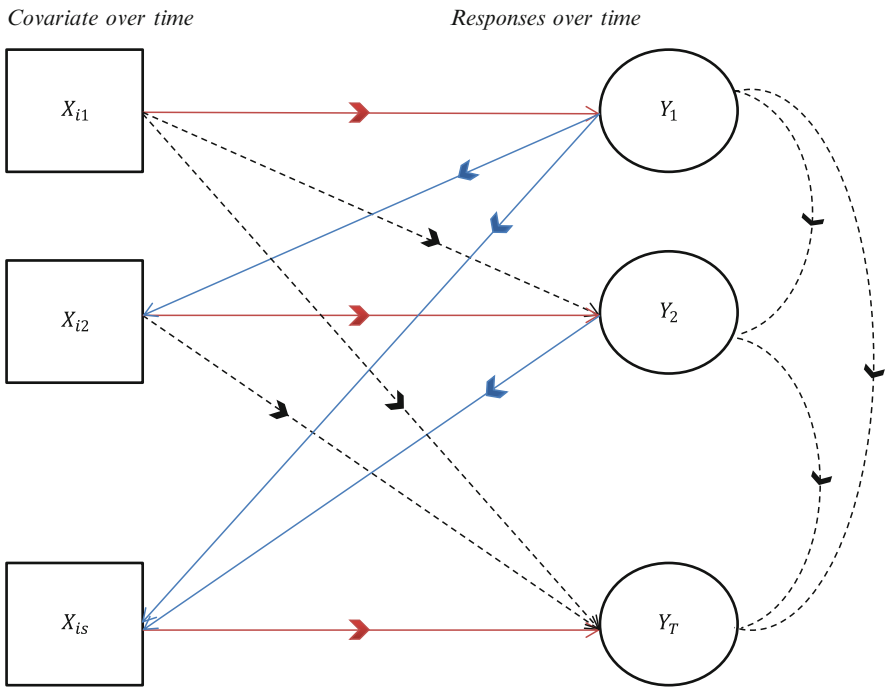 Covariate over time
Responses over time
X_{i1}
Y_1
X_{i2}
Y_2
X_{is}
Y_T